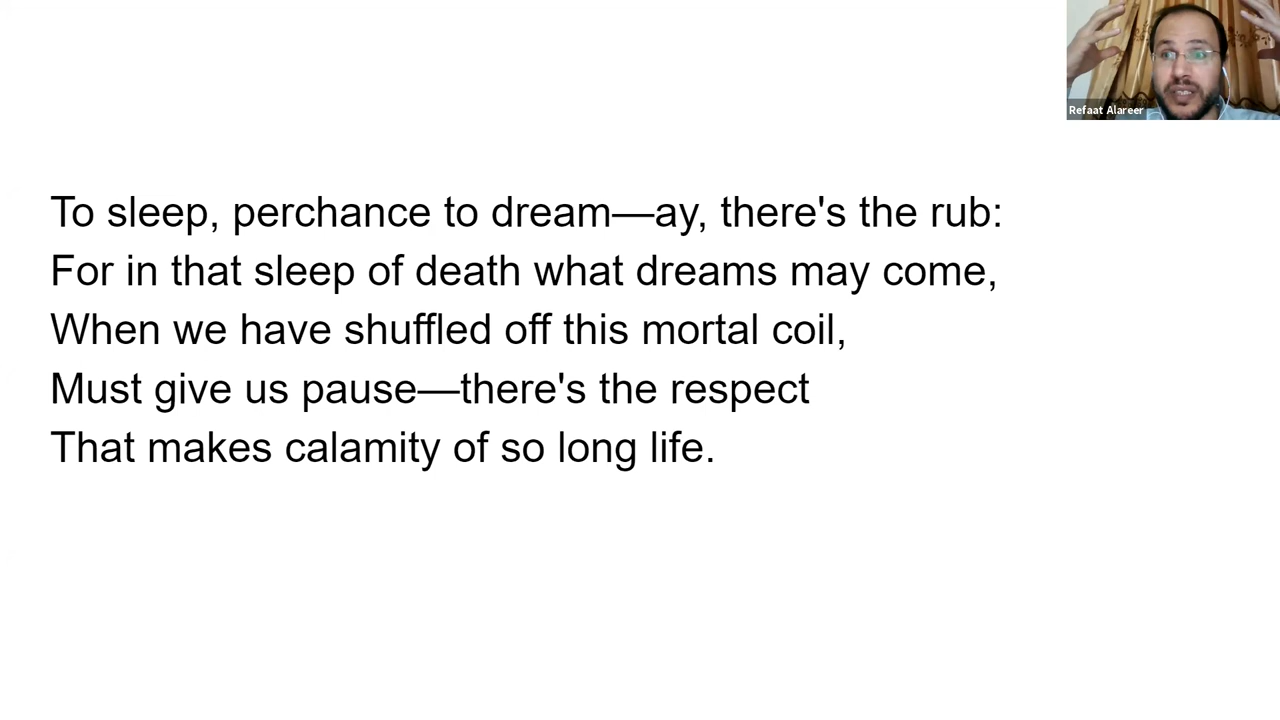 Refaat Alareer
To sleep, perchance to dream—ay, there's the rub:
For in that sleep of death what dreams may come,
When we have shuffled off this mortal coil,
Must give us pause—there's the respect
That makes calamity of so long life.